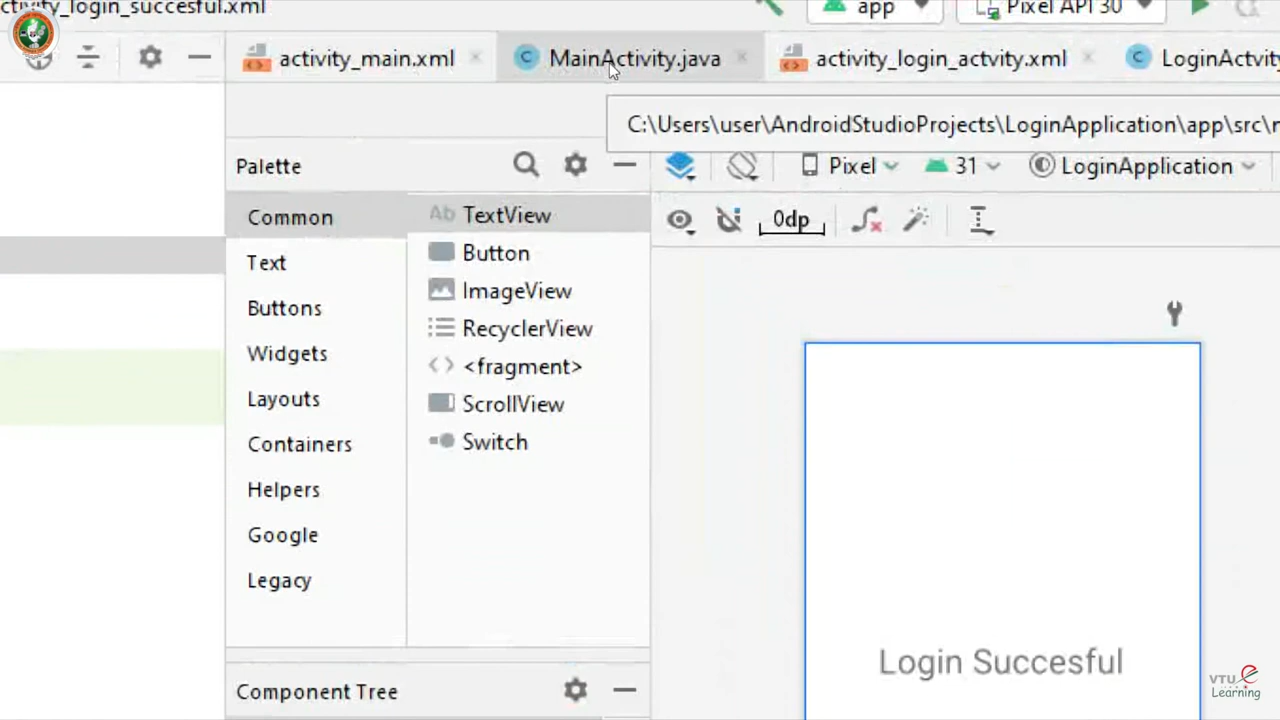 ctivity_login_succesful.xml
app
Pixel API 30
activity_main.xml
MainActivity.java
activity_login_actvity.xml
LoginActvity
C:\Users\user\AndroidStudioProjects\LoginApplication\app\src\
Palette
Pixel
31
LoginApplication
Common
Ab TextView
0dp
Button
Text
ImageView
Buttons
RecyclerView
Widgets
<fragment>
Layouts
ScrollView
Containers
Switch
Helpers
Google
Legacy
Login Succesful
Component Tree
VTU e
Learning